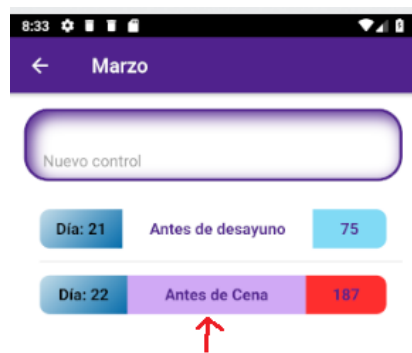 8:33
Marzo
Nuevo control
Día: 21 Antes de desayuno 75
Día: 22 Antes de Cena 187